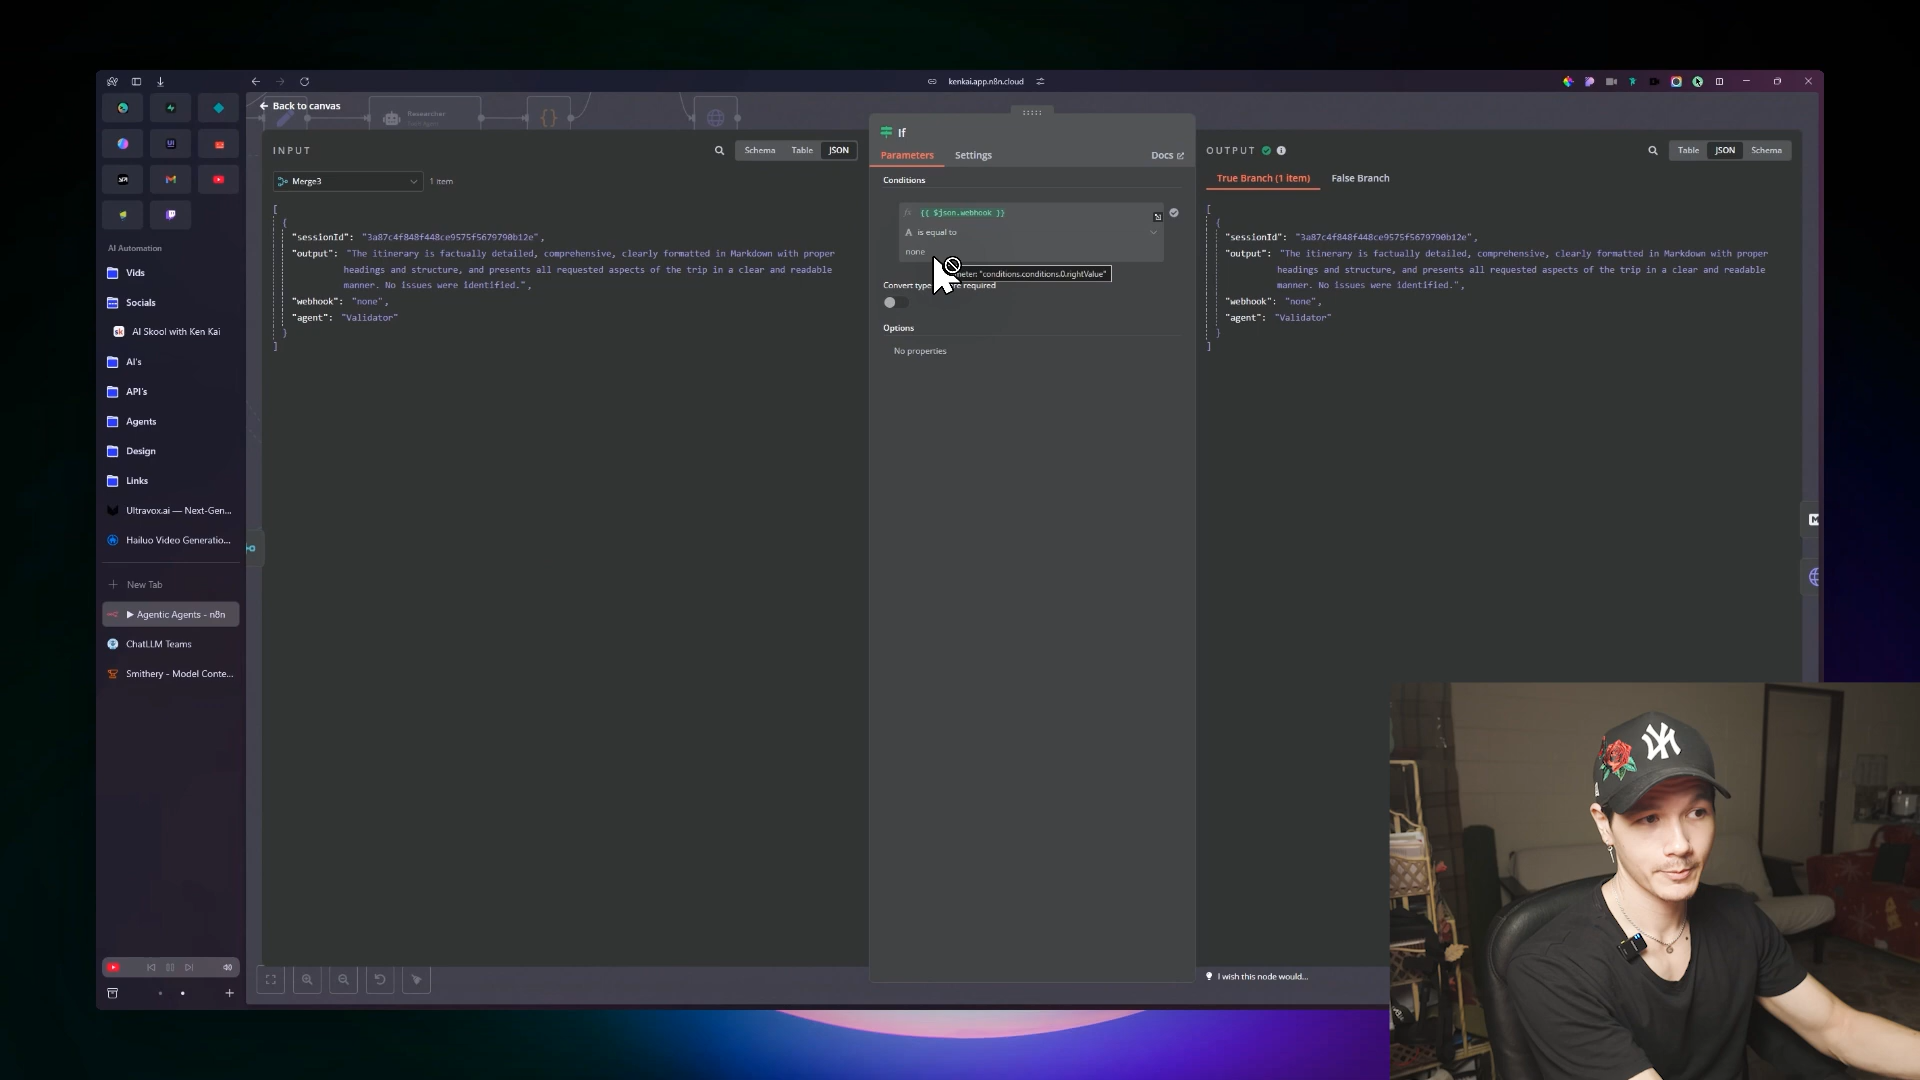 kenkai.app.n8n.cloud
Back to canvas
Researcher
INPUT
Schema
Table
JSON
Merge3
1 item
[
{
"sessionId": "3a87c4f848f448ce9575f5679790b12e",
"output": "The itinerary is factually detailed, comprehensive, clearly formatted in Markdown with proper
headings and structure, and presents all requested aspects of the trip in a clear and readable
manner. No issues were identified.",
"webhook": "none",
"agent": "Validator"
}
]
If
Parameters
Settings
Docs
Conditions
fx {{ $json.webhook }}
A is equal to
none
meter: "conditions.conditions.0.rightValue"
Convert type
re required
Options
No properties
OUTPUT
Table
JSON
Schema
True Branch (1 item)
False Branch
[
{
"sessionId": "3a87c4f848f448ce9575f5679790b12e",
"output": "The itinerary is factually detailed, comprehensive, clearly formatted in Markdown with proper
headings and structure, and presents all requested aspects of the trip in a clear and readable
manner. No issues were identified.",
"webhook": "none",
"agent": "Validator"
}
]
I wish this node would...
AI Automation
Vids
Socials
AI Skool with Ken Kai
AI's
API's
Agents
Design
Links
Ultravox.ai — Next-Gen...
Hailuo Video Generatio...
New Tab
Agentic Agents - n8n
ChatLLM Teams
Smithery - Model Conte...